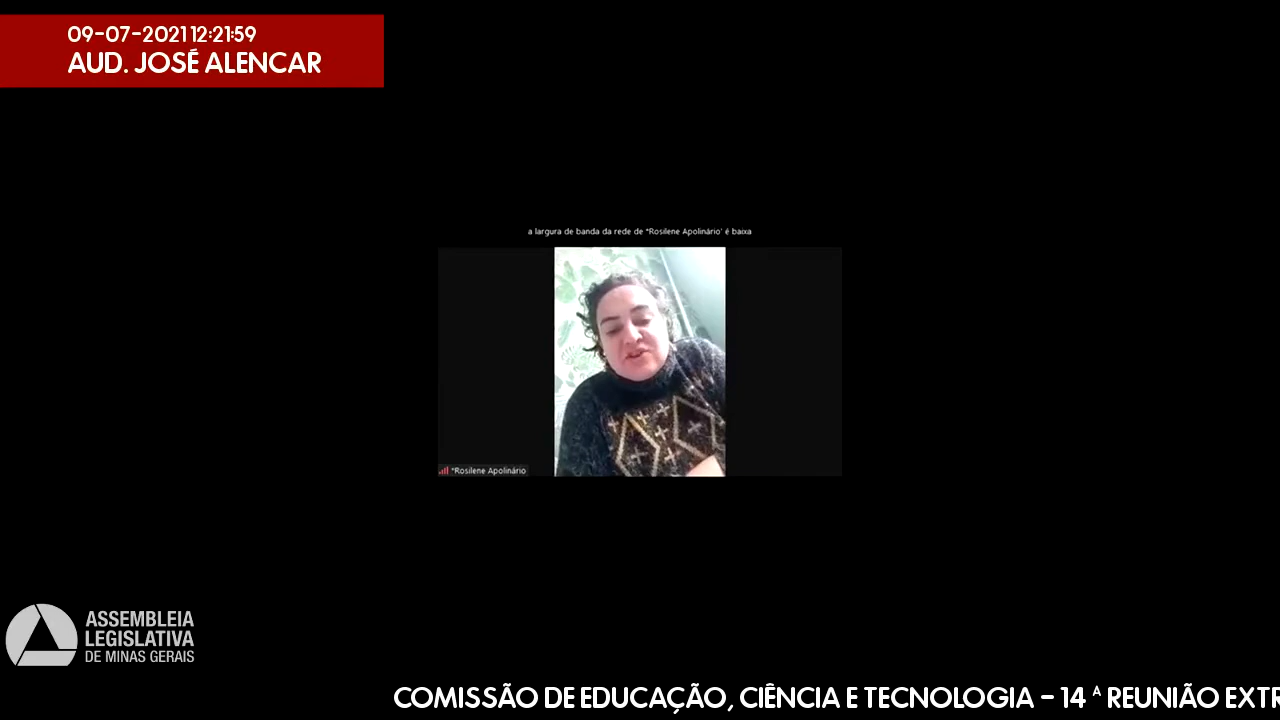 09-07-2021 12:21:59
AUD. JOSÉ ALENCAR
a largura de banda da rede de "Rosilene Apolinário' é baixa
*Rosilene Apolinário
ASSEMBLEIA
LEGISLATIVA
DE MINAS GERAIS
COMISSÃO DE EDUCAÇÃO, CIÊNCIA E TECNOLOGIA - 14 ª REUNIÃO EXTR